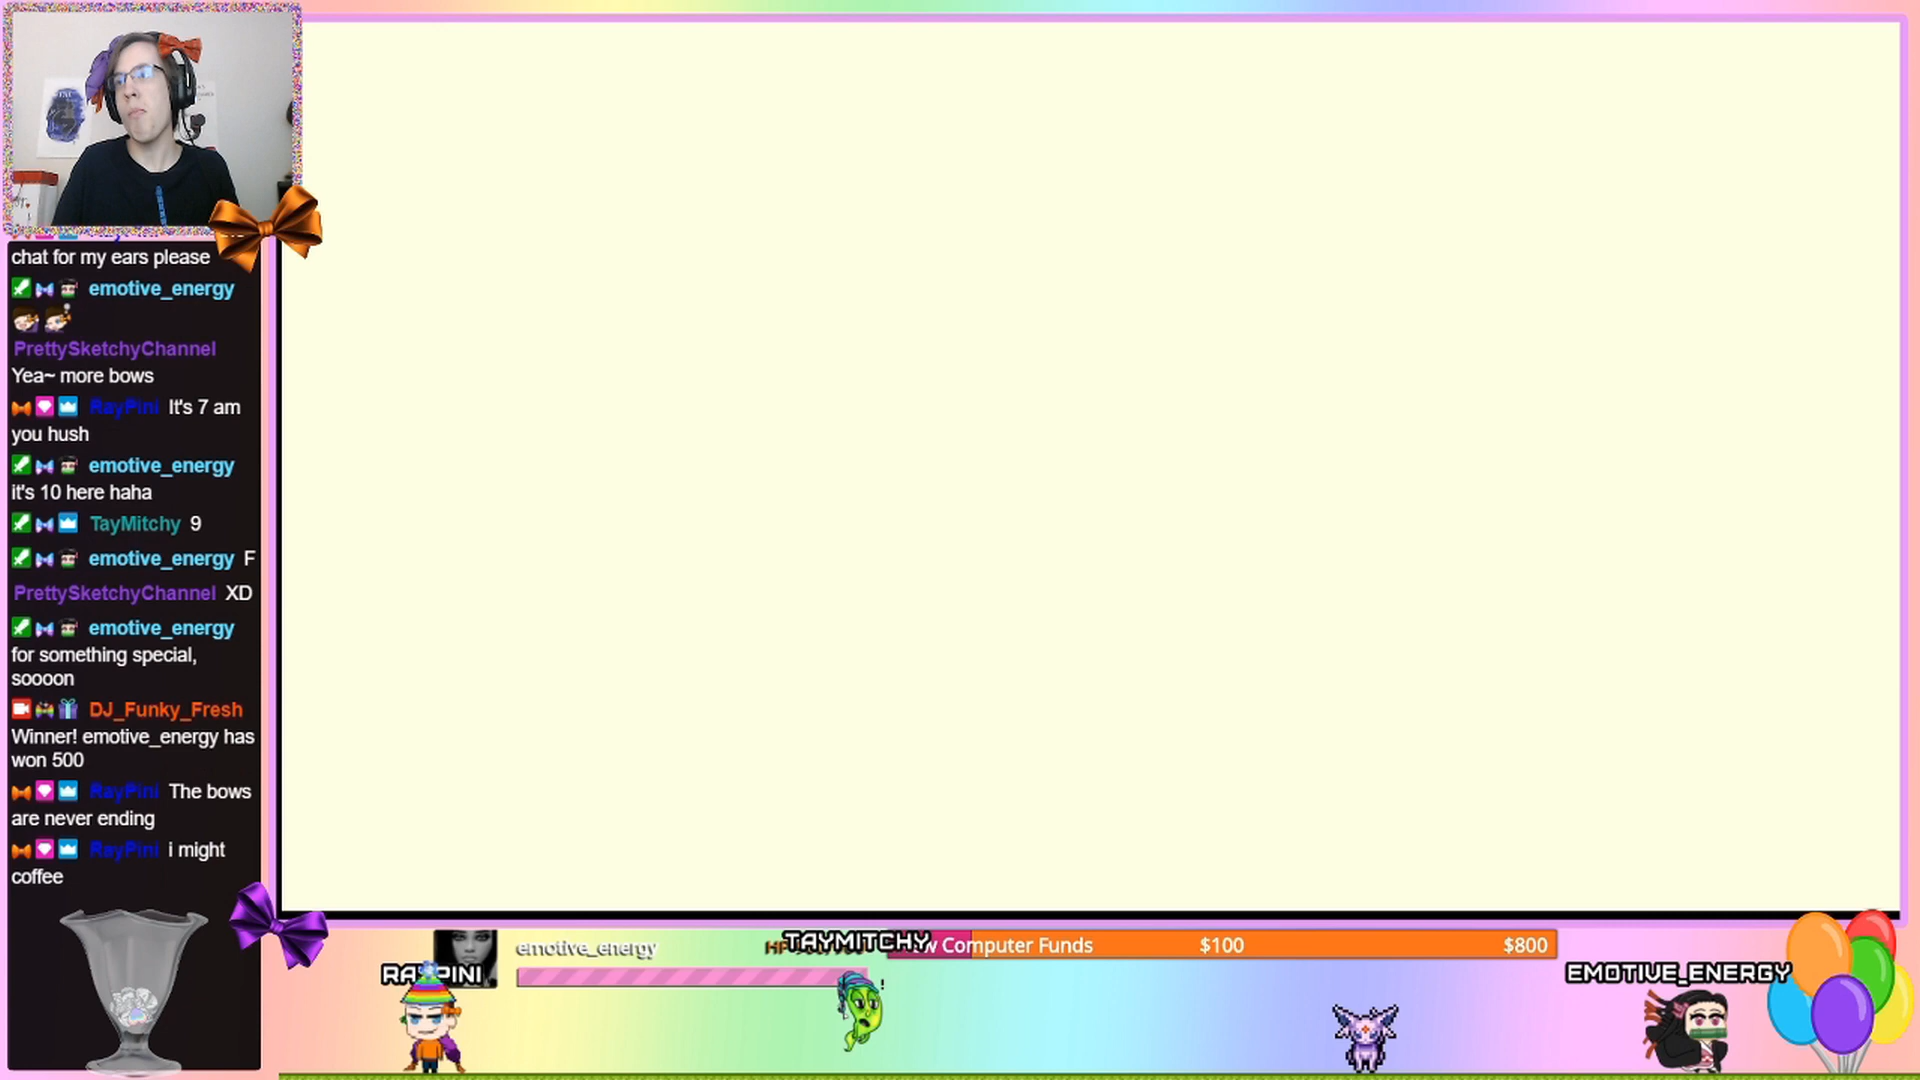 chat for my ears please
emotive_energy
PrettySketchyChannel
Yea~ more bows
RayPini It's 7 am
you hush
emotive_energy
it's 10 here haha
TayMitchy 9
emotive_energy F
PrettySketchyChannel XD
emotive_energy
for something special,
soooon
DJ_Funky_Fresh
Winner! emotive_energy has
won 500
RayPini The bows
are never ending
RayPini i might
coffee
emotive_energy
TAYMITCHY
Computer Funds $100 $800
RAYPINI
EMOTIVE_ENERGY